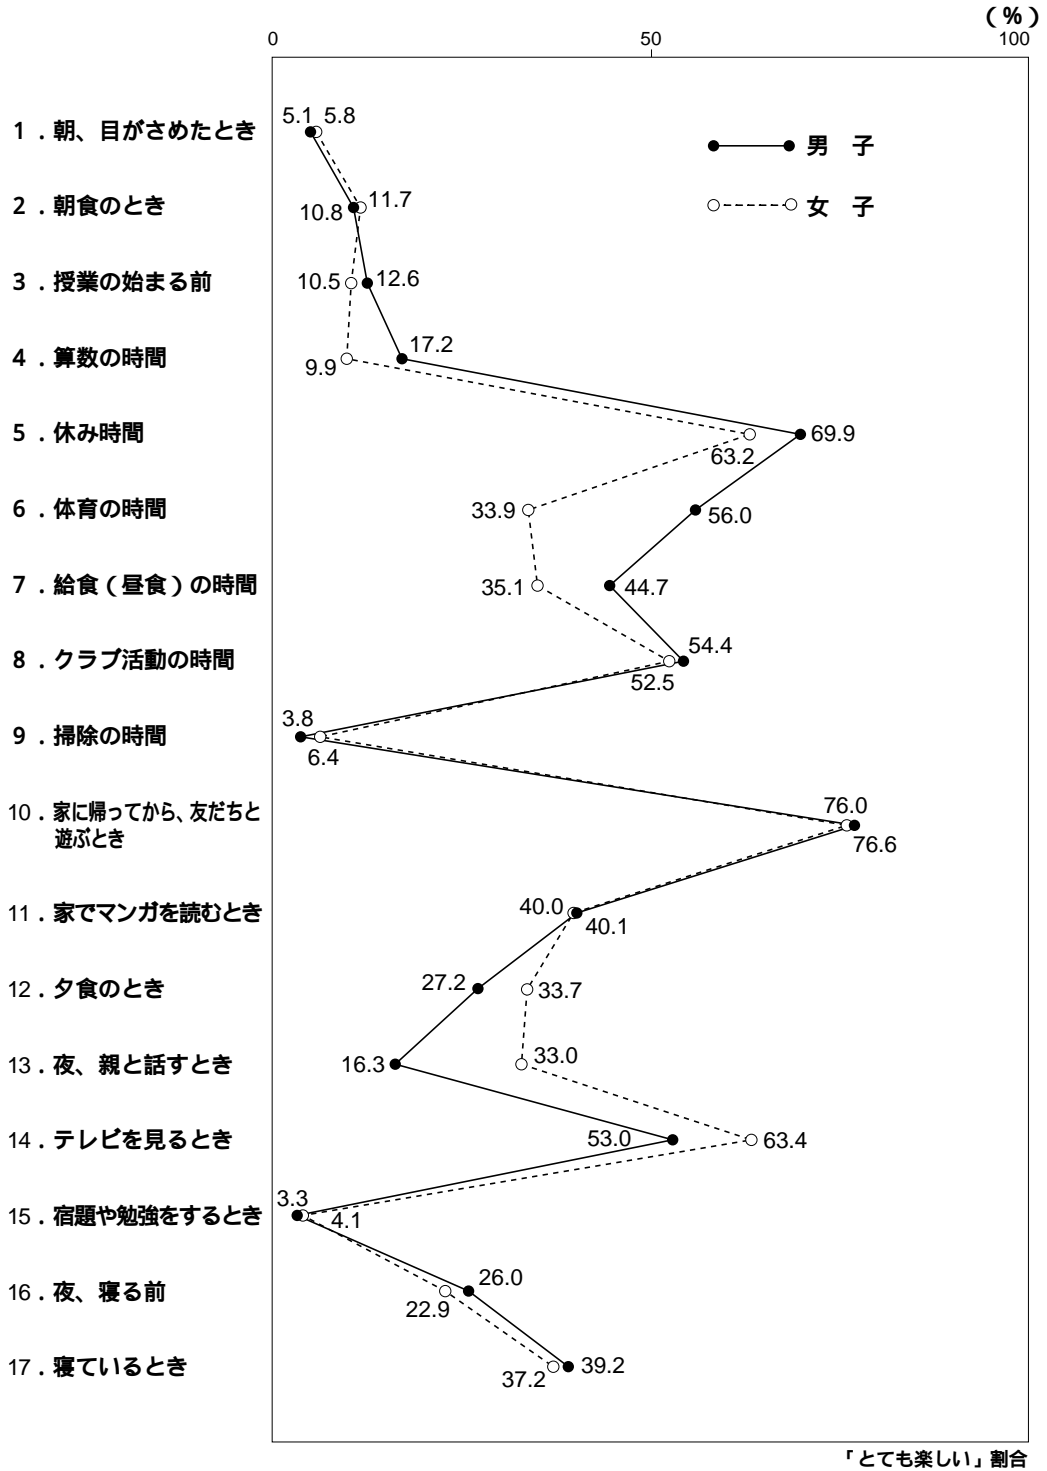 (％)
0 50 100
男　子
女　子
1．朝、目がさめたとき 5.1 5.8
2．朝食のとき 10.8 11.7
3．授業の始まる前 10.5 12.6
4．算数の時間 9.9 17.2
5．休み時間 63.2 69.9
6．体育の時間 33.9 56.0
7．給食（昼食）の時間 35.1 44.7
8．クラブ活動の時間 52.5 54.4
9．掃除の時間 3.8 6.4
10．家に帰ってから、友だちと
遊ぶとき 76.0 76.6
11．家でマンガを読むとき 40.0 40.1
12．夕食のとき 27.2 33.7
13．夜、親と話すとき 16.3 33.0
14．テレビを見るとき 53.0 63.4
15．宿題や勉強をするとき 3.3 4.1
16．夜、寝る前 22.9 26.0
17．寝ているとき 37.2 39.2
「とても楽しい」割合